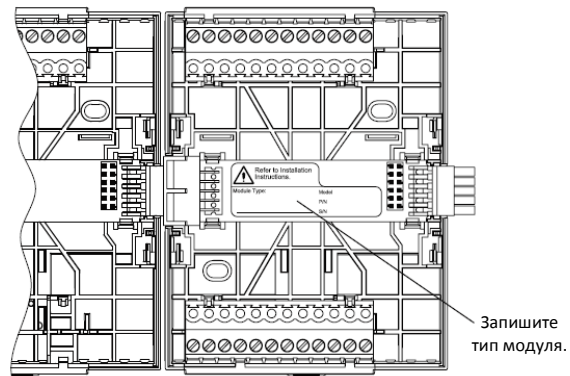 Refer to Installation
Instructions.
Module Type:
Model
P/N
S/N
Запишите
тип модуля.